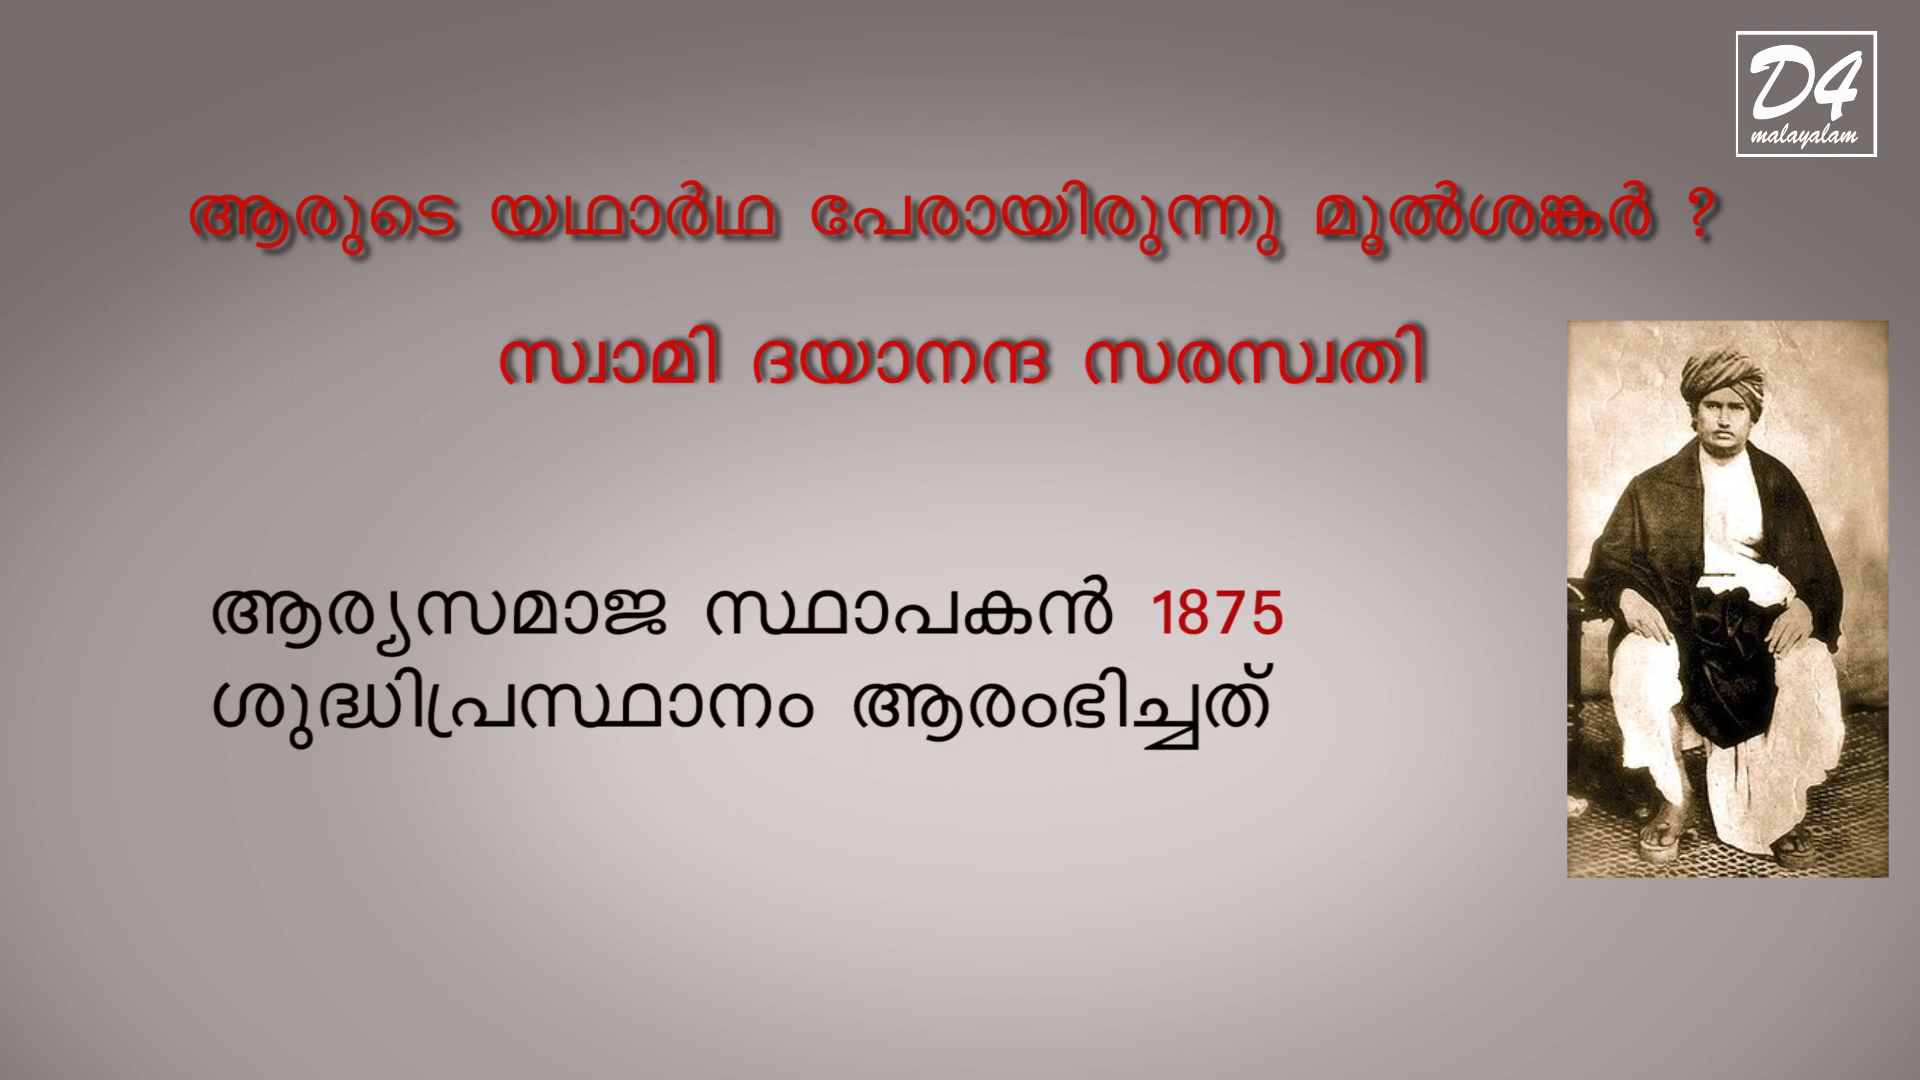 D4
malayalam
ആരുടെ യഥാർഥ പേരായിരുന്നു മൂൽശങ്കർ ?
സ്വാമി ദയാനന്ദ സരസ്വതി
ആര്യസമാജ സ്ഥാപകൻ 1875
ശുദ്ധിപ്രസ്ഥാനം ആരംഭിച്ചത്